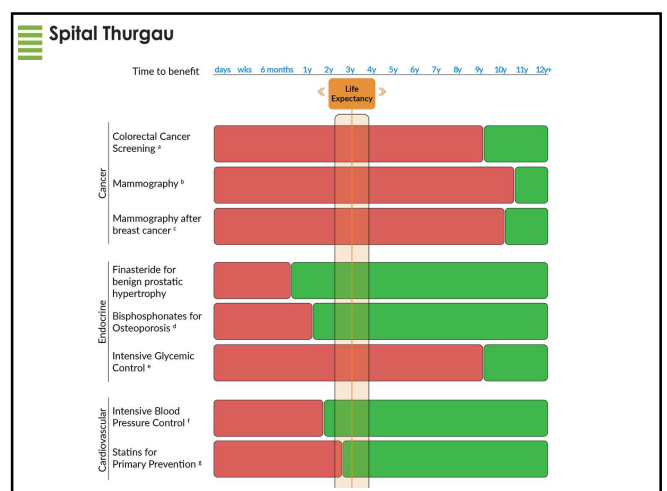 Spital Thurgau
Time to benefit days wks 6 months 1y 2y 3y 4y 5y 6y 7y 8y 9y 10y 11y 12y+
« Life »
Expectancy
Cancer
Colorectal Cancer
Screening ᵃ
Mammography ᵇ
Mammography after
breast cancer ᶜ
Endocrine
Finasteride for
benign prostatic
hypertrophy
Bisphosphonates for
Osteoporosis ᵈ
Intensive Glycemic
Control ᵉ
Cardiovascular
Intensive Blood
Pressure Control ᶠ
Statins for
Primary Prevention ᵍ